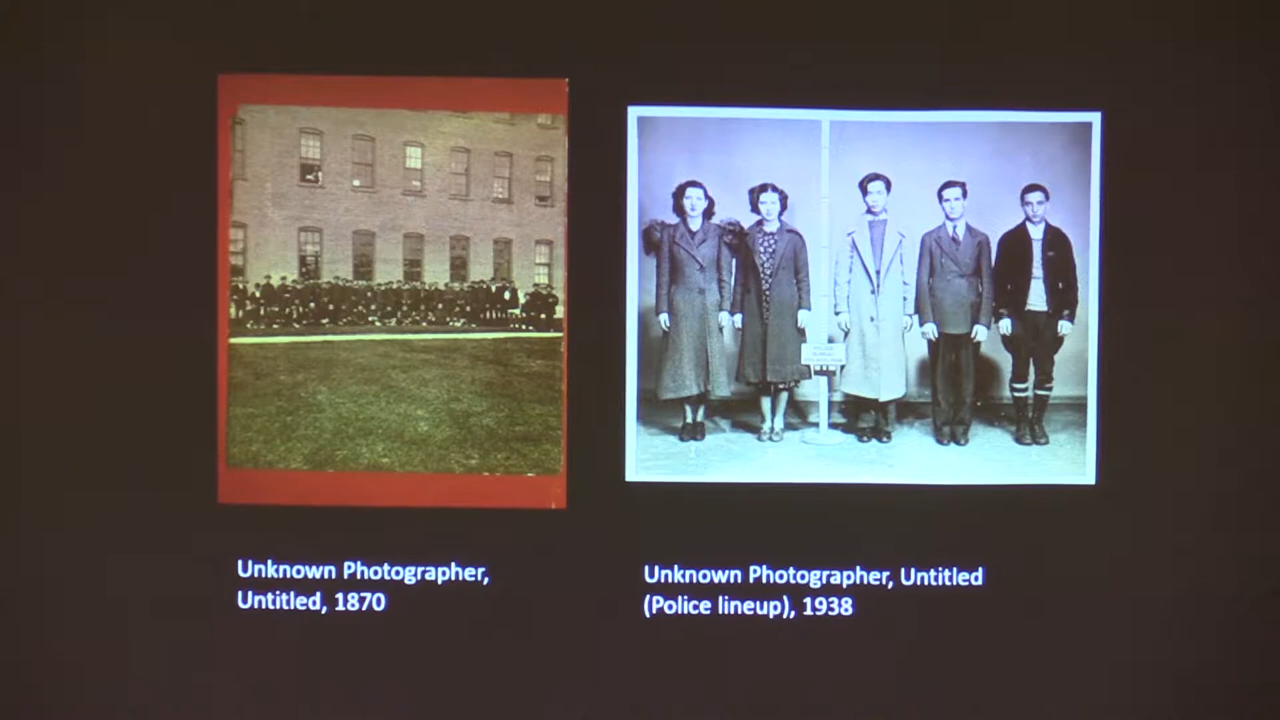 Unknown Photographer,
Untitled, 1870
Unknown Photographer, Untitled
(Police lineup), 1938